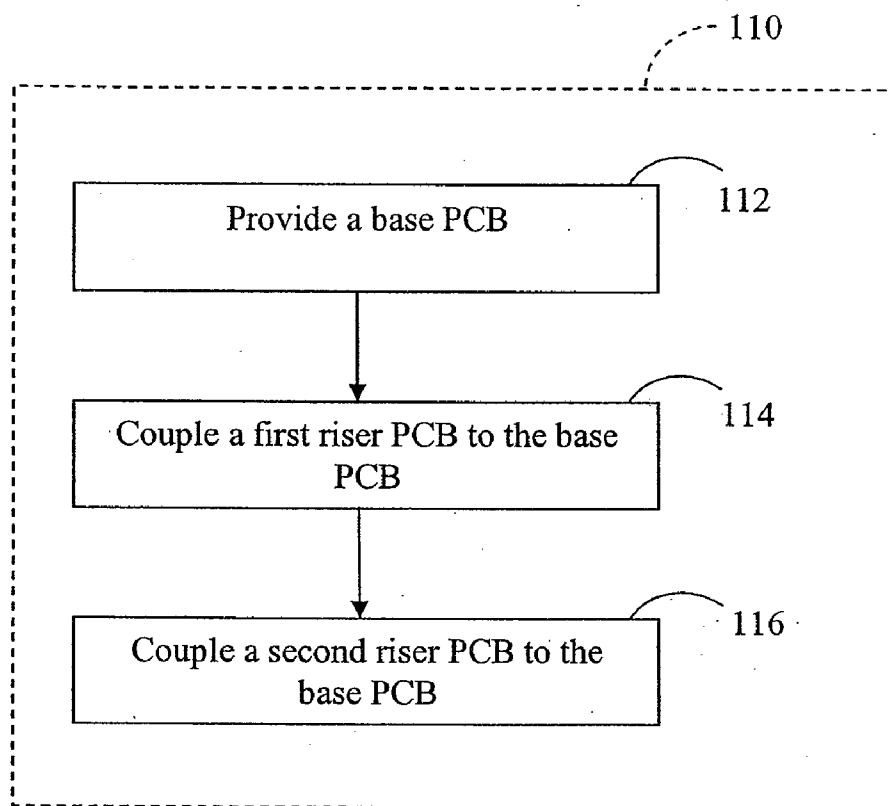 110
Provide a base PCB
112
Couple a first riser PCB to the base
PCB
114
Couple a second riser PCB to the
base PCB
116